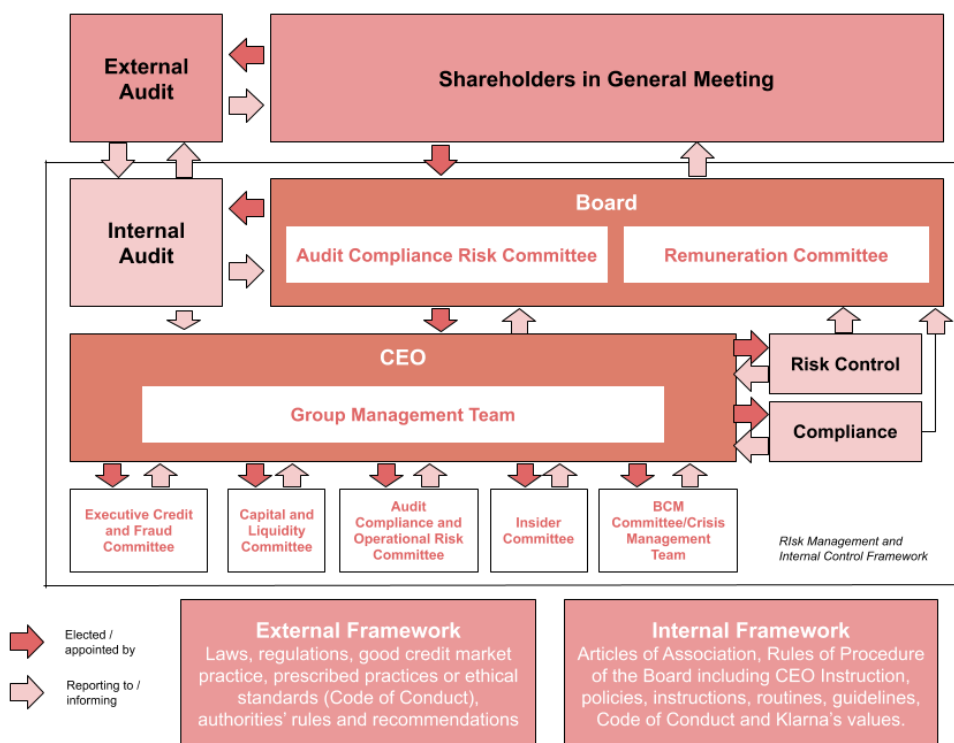 External
Audit
Shareholders in General Meeting
Internal
Audit
Board
Audit Compliance Risk Committee
Remuneration Committee
CEO
Group Management Team
Risk Control
Compliance
Executive Credit
and Fraud
Committee
Capital and
Liquidity
Committee
Audit
Compliance and
Operational Risk
Committee
Insider
Committee
BCM
Committee/Crisis
Management
Team
RIsk Management and
Internal Control Framework
Elected /
appointed by
Reporting to /
informing
External Framework
Laws, regulations, good credit market
practice, prescribed practices or ethical
standards (Code of Conduct),
authorities' rules and recommendations
Internal Framework
Articles of Association, Rules of Procedure
of the Board including CEO Instruction,
policies, instructions, routines, guidelines,
Code of Conduct and Klarna's values.